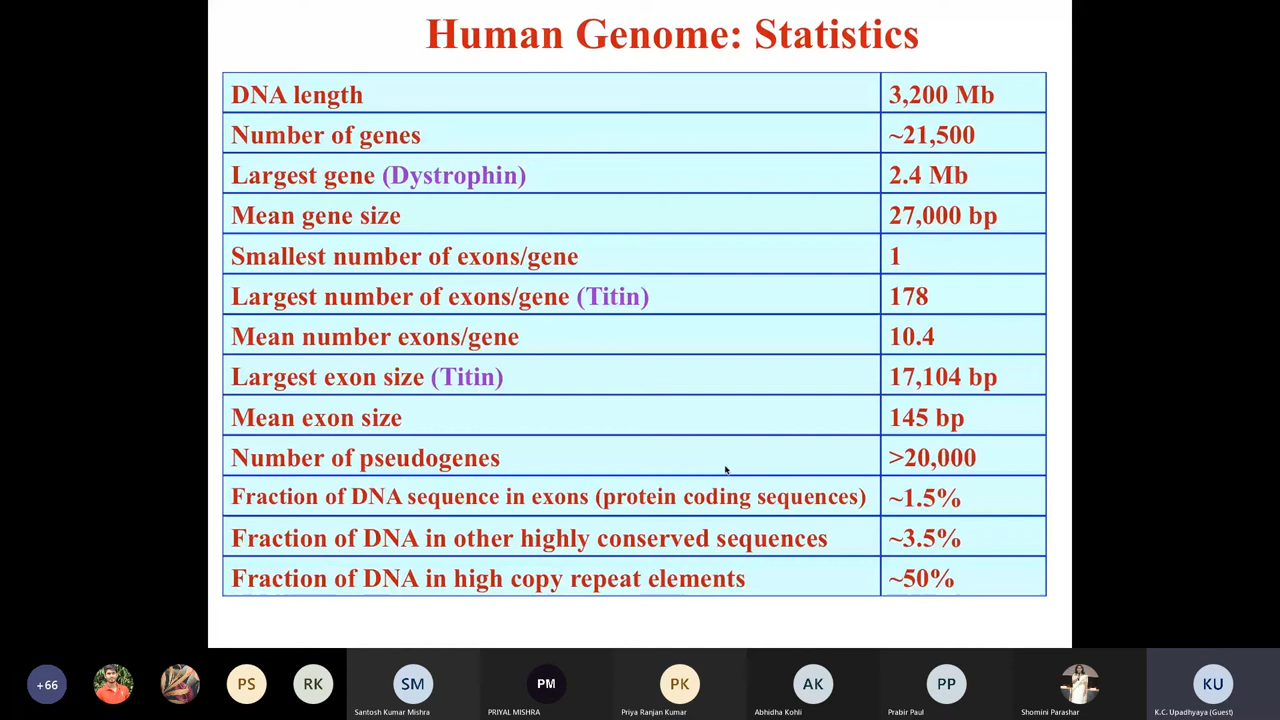 Human Genome: Statistics
DNA length 3,200 Mb
Number of genes ~21,500
Largest gene (Dystrophin) 2.4 Mb
Mean gene size 27,000 bp
Smallest number of exons/gene 1
Largest number of exons/gene (Titin) 178
Mean number exons/gene 10.4
Largest exon size (Titin) 17,104 bp
Mean exon size 145 bp
Number of pseudogenes >20,000
Fraction of DNA sequence in exons (protein coding sequences) ~1.5%
Fraction of DNA in other highly conserved sequences ~3.5%
Fraction of DNA in high copy repeat elements ~50%
+66 PS RK SM PM PK AK PP KU
Santosh Kumar Mishra PRIYAL MISHRA Priya Ranjan Kumar Abhidha Kohli Prabir Paul Shomini Parashar K.C. Upadhyaya (Guest)